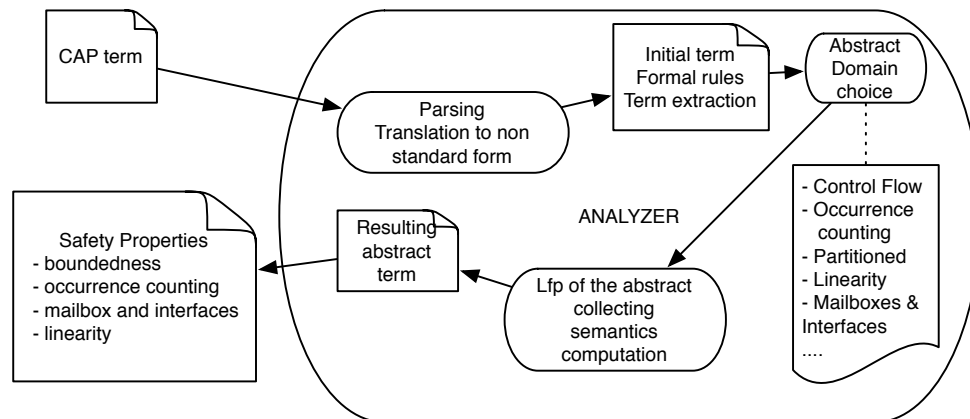 CAP term
Parsing
Translation to non
standard form
Initial term
Formal rules
Term extraction
Abstract
Domain
choice
- Control Flow
- Occurrence
counting
- Partitioned
- Linearity
- Mailboxes &
Interfaces
....
ANALYZER
Lfp of the abstract
collecting
semantics
computation
Resulting
abstract
term
Safety Properties
- boundedness
- occurrence counting
- mailbox and interfaces
- linearity